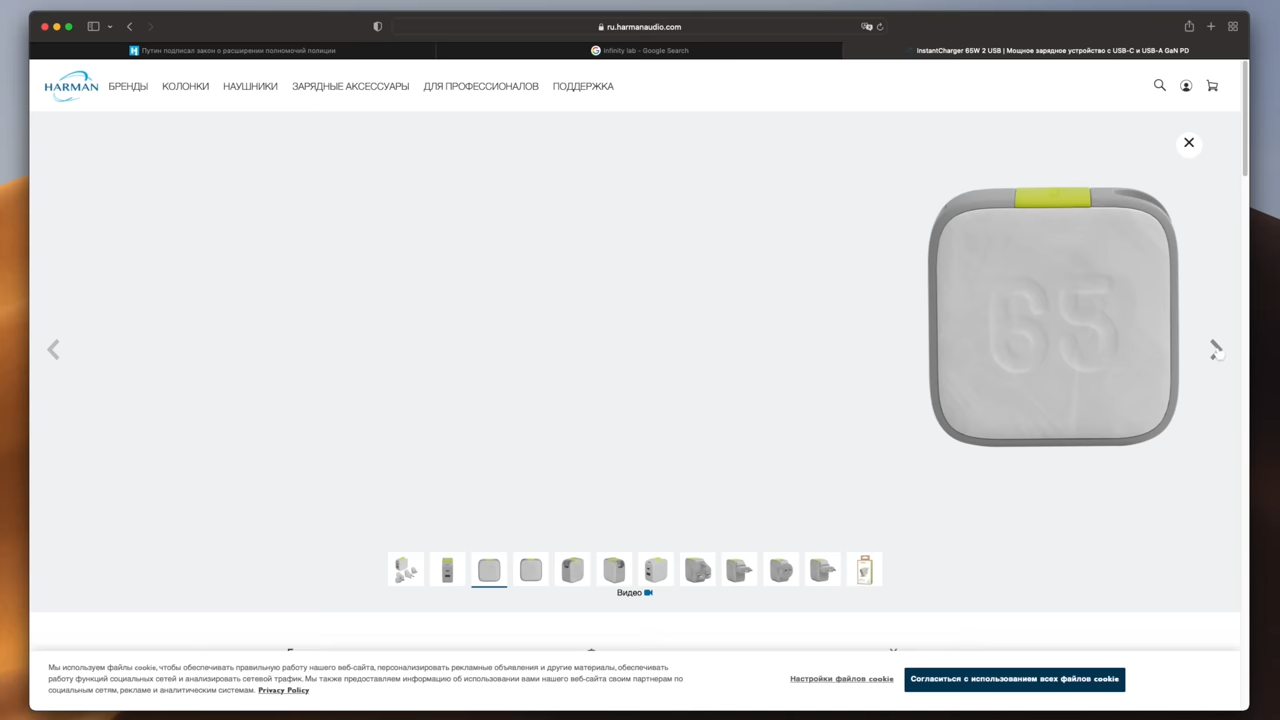 ru.harmanaudio.com
Путин подписал закон о расширении полномочий полиции
infinity lab - Google Search
InstantCharger 65W 2 USB | Мощное зарядное устройство с USB-C и USB-A GaN PD
HARMAN
БРЕНДЫ
КОЛОНКИ
НАУШНИКИ
ЗАРЯДНЫЕ АКСЕССУАРЫ
ДЛЯ ПРОФЕССИОНАЛОВ
ПОДДЕРЖКА
65
Видео
Мы используем файлы cookie, чтобы обеспечивать правильную работу нашего веб-сайта, персонализировать рекламные объявления и другие материалы, обеспечивать
работу функций социальных сетей и анализировать сетевой трафик. Мы также предоставляем информацию об использовании вами нашего веб-сайта своим партнерам по
социальным сетям, рекламе и аналитическим системам. Privacy Policy
Настройки файлов cookie
Согласиться с использованием всех файлов cookie